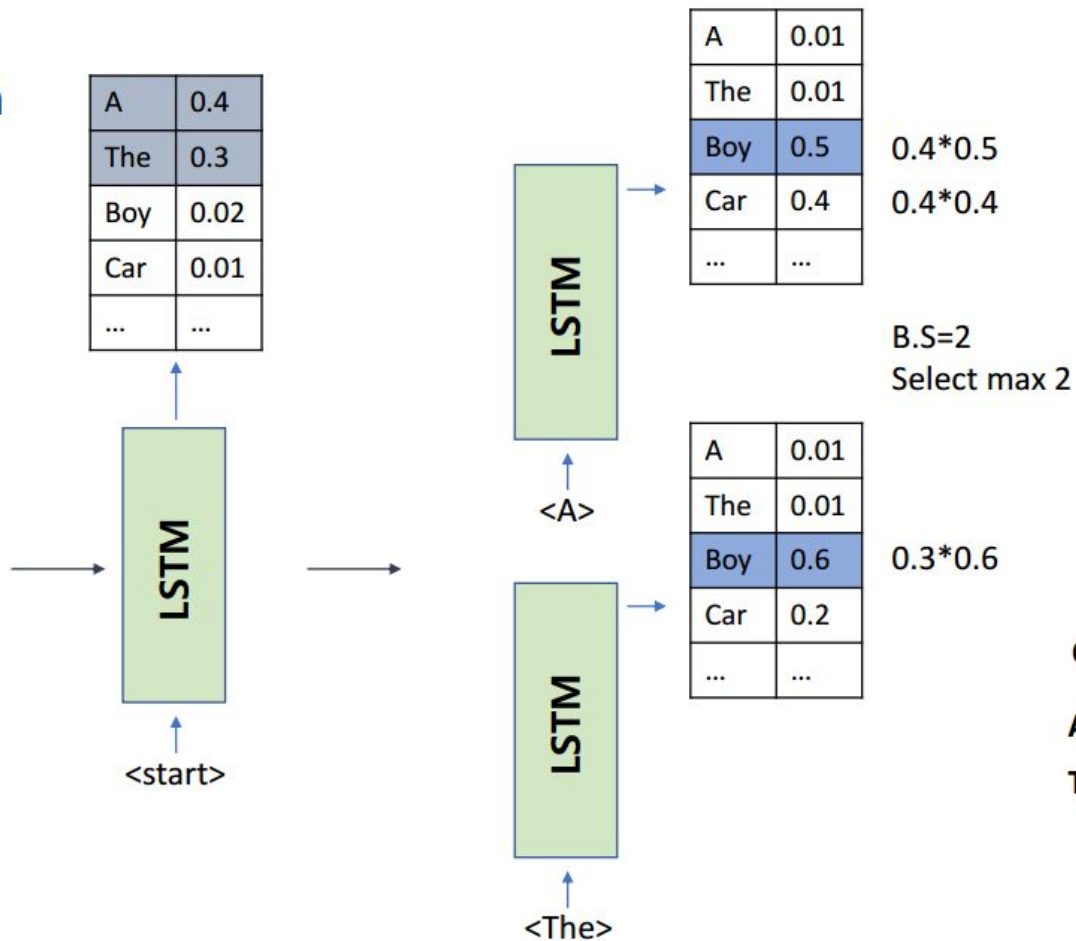 A 0.4
The 0.3
Boy 0.02
Car 0.01
... ...
LSTM
<start>
A 0.01
The 0.01
Boy 0.5 0.4*0.5
Car 0.4 0.4*0.4
... ...
LSTM
<A>
B.S=2
Select max 2
A 0.01
The 0.01
Boy 0.6 0.3*0.6
Car 0.2
... ...
LSTM
<The>